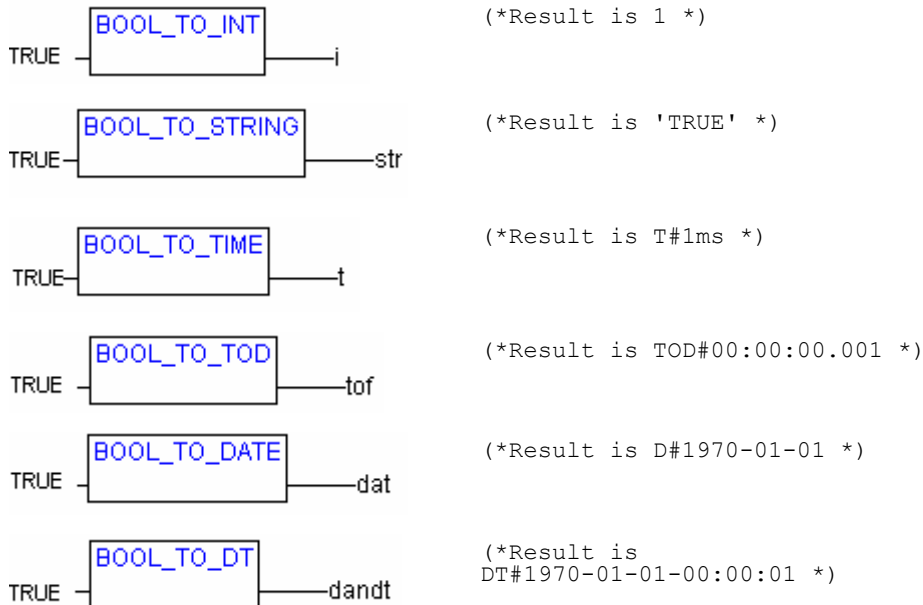 BOOL_TO_INT (*Result is 1 *)
TRUE i
BOOL_TO_STRING (*Result is 'TRUE' *)
TRUE str
BOOL_TO_TIME (*Result is T#1ms *)
TRUE t
BOOL_TO_TOD (*Result is TOD#00:00:00.001 *)
TRUE tof
BOOL_TO_DATE (*Result is D#1970-01-01 *)
TRUE dat
BOOL_TO_DT (*Result is
DT#1970-01-01-00:00:01 *)
TRUE dandt